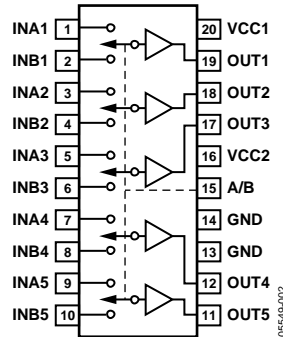 INA1 1 20 VCC1
INB1 2 19 OUT1
INA2 3 18 OUT2
INB2 4 17 OUT3
INA3 5 16 VCC2
INB3 6 15 A/B
INA4 7 14 GND
INB4 8 13 GND
INA5 9 12 OUT4
INB5 10 11 OUT5
05549-002